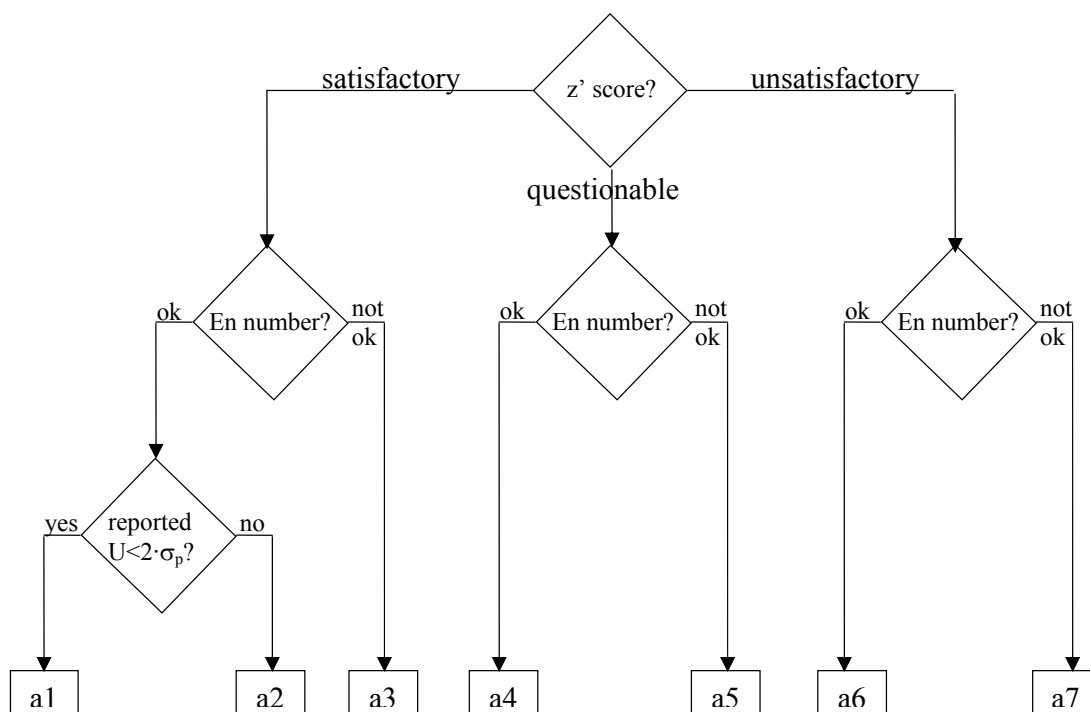 z’ score?
satisfactory
unsatisfactory
questionable
En number?
ok
not
ok
En number?
ok
not
ok
En number?
ok
not
ok
reported
U<2·σp?
yes
no
a1
a2
a3
a4
a5
a6
a7